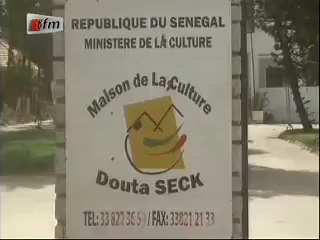 tfm
REPUBLIQUE DU SENEGAL
MINISTERE DE LA CULTURE
Maison de La Culture
Douta SECK
TEL: 33 822 36 59 / FAX: 33821 21 33